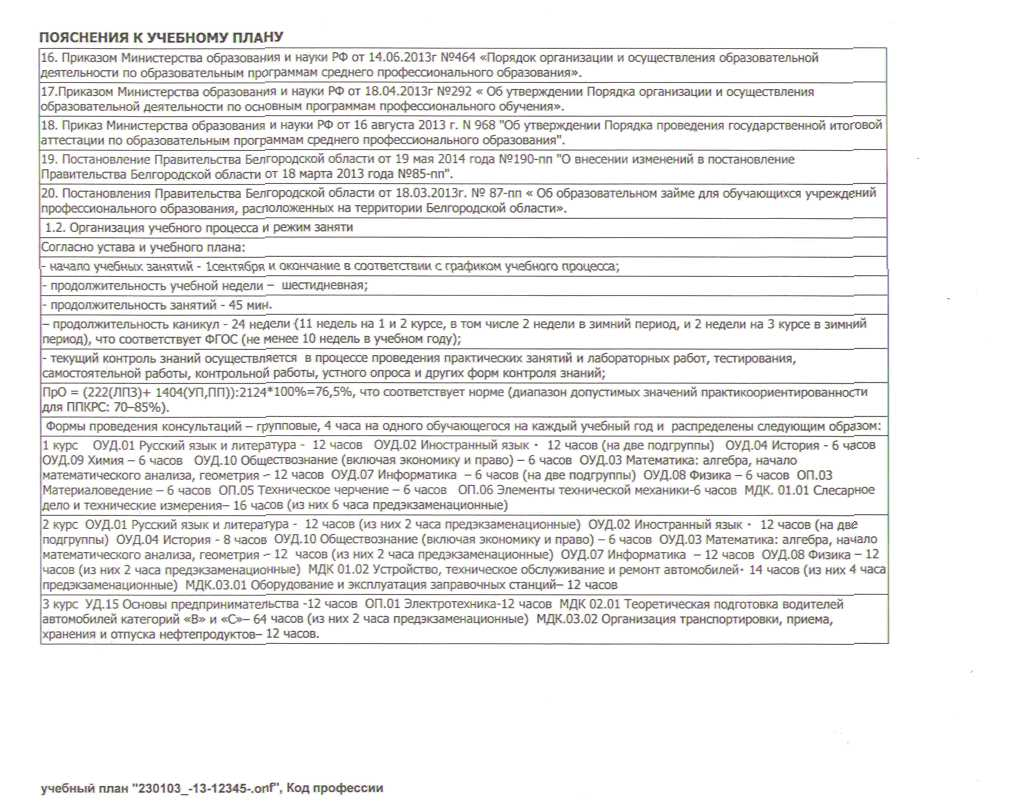 ПОЯСНЕНИЯ К УЧЕБНОМУ ПЛАНУ
16. Приказом Министерства образования и науки РФ от 14.06.2013г №464 «Порядок организации и осуществления образовательной
деятельности по образовательным программам среднего профессионального образования».
17.Приказом Министерства образования и науки РФ от 18.04.2013г №292 « Об утверждении Порядка организации и осуществления
образовательной деятельности по основным программам профессионального обучения».
18. Приказ Министерства образования и науки РФ от 16 августа 2013 г. N 968 "Об утверждении Порядка проведения государственной итоговой
аттестации по образовательным программам среднего профессионального образования".
19. Постановление Правительства Белгородской области от 19 мая 2014 года №190-пп "О внесении изменений в постановление
Правительства Белгородской области от 18 марта 2013 года №85-пп".
20. Постановления Правительства Белгородской области от 18.03.2013г. № 87-пп « Об образовательном займе для обучающихся учреждений
профессионального образования, расположенных на территории Белгородской области».
1.2. Организация учебного процесса и режим заняти
Согласно устава и учебного плана:
- начало учебных занятий - 1сентября и окончание в соответствии с графиком учебного процесса;
- продолжительность учебной недели – шестидневная;
- продолжительность занятий - 45 мин.
– продолжительность каникул - 24 недели (11 недель на 1 и 2 курсе, в том числе 2 недели в зимний период, и 2 недели на 3 курсе в зимний
период), что соответствует ФГОС (не менее 10 недель в учебном году);
- текущий контроль знаний осуществляется в процессе проведения практических занятий и лабораторных работ, тестирования,
самостоятельной работы, контрольной работы, устного опроса и других форм контроля знаний;
ПрО = (222(ЛПЗ)+ 1404(УП,ПП)):2124*100%=76,5%, что соответствует норме (диапазон допустимых значений практикоориентированности
для ППКРС: 70–85%).
Формы проведения консультаций – групповые, 4 часа на одного обучающегося на каждый учебный год и распределены следующим образом:
1 курс ОУД.01 Русский язык и литература - 12 часов ОУД.02 Иностранный язык - 12 часов (на две подгруппы) ОУД.04 История - 6 часов
ОУД.09 Химия – 6 часов ОУД.10 Обществознание (включая экономику и право) – 6 часов ОУД.03 Математика: алгебра, начало
математического анализа, геометрия – 12 часов ОУД.07 Информатика – 6 часов (на две подгруппы) ОУД.08 Физика – 6 часов ОП.03
Материаловедение – 6 часов ОП.05 Техническое черчение – 6 часов ОП.06 Элементы технической механики-6 часов МДК. 01.01 Слесарное
дело и технические измерения– 16 часов (из них 6 часа предэкзаменационные)
2 курс ОУД.01 Русский язык и литература - 12 часов (из них 2 часа предэкзаменационные) ОУД.02 Иностранный язык - 12 часов (на две
подгруппы) ОУД.04 История - 8 часов ОУД.10 Обществознание (включая экономику и право) – 6 часов ОУД.03 Математика: алгебра, начало
математического анализа, геометрия – 12 часов (из них 2 часа предэкзаменационные) ОУД.07 Информатика – 12 часов ОУД.08 Физика – 12
часов (из них 2 часа предэкзаменационные) МДК 01.02 Устройство, техническое обслуживание и ремонт автомобилей- 14 часов (из них 4 часа
предэкзаменационные) МДК.03.01 Оборудование и эксплуатация заправочных станций– 12 часов
3 курс УД.15 Основы предпринимательства -12 часов ОП.01 Электротехника-12 часов МДК 02.01 Теоретическая подготовка водителей
автомобилей категорий «В» и «С»– 64 часов (из них 2 часа предэкзаменационные) МДК.03.02 Организация транспортировки, приема,
хранения и отпуска нефтепродуктов– 12 часов.
учебный план "230103_-13-12345-.onf", Код профессии